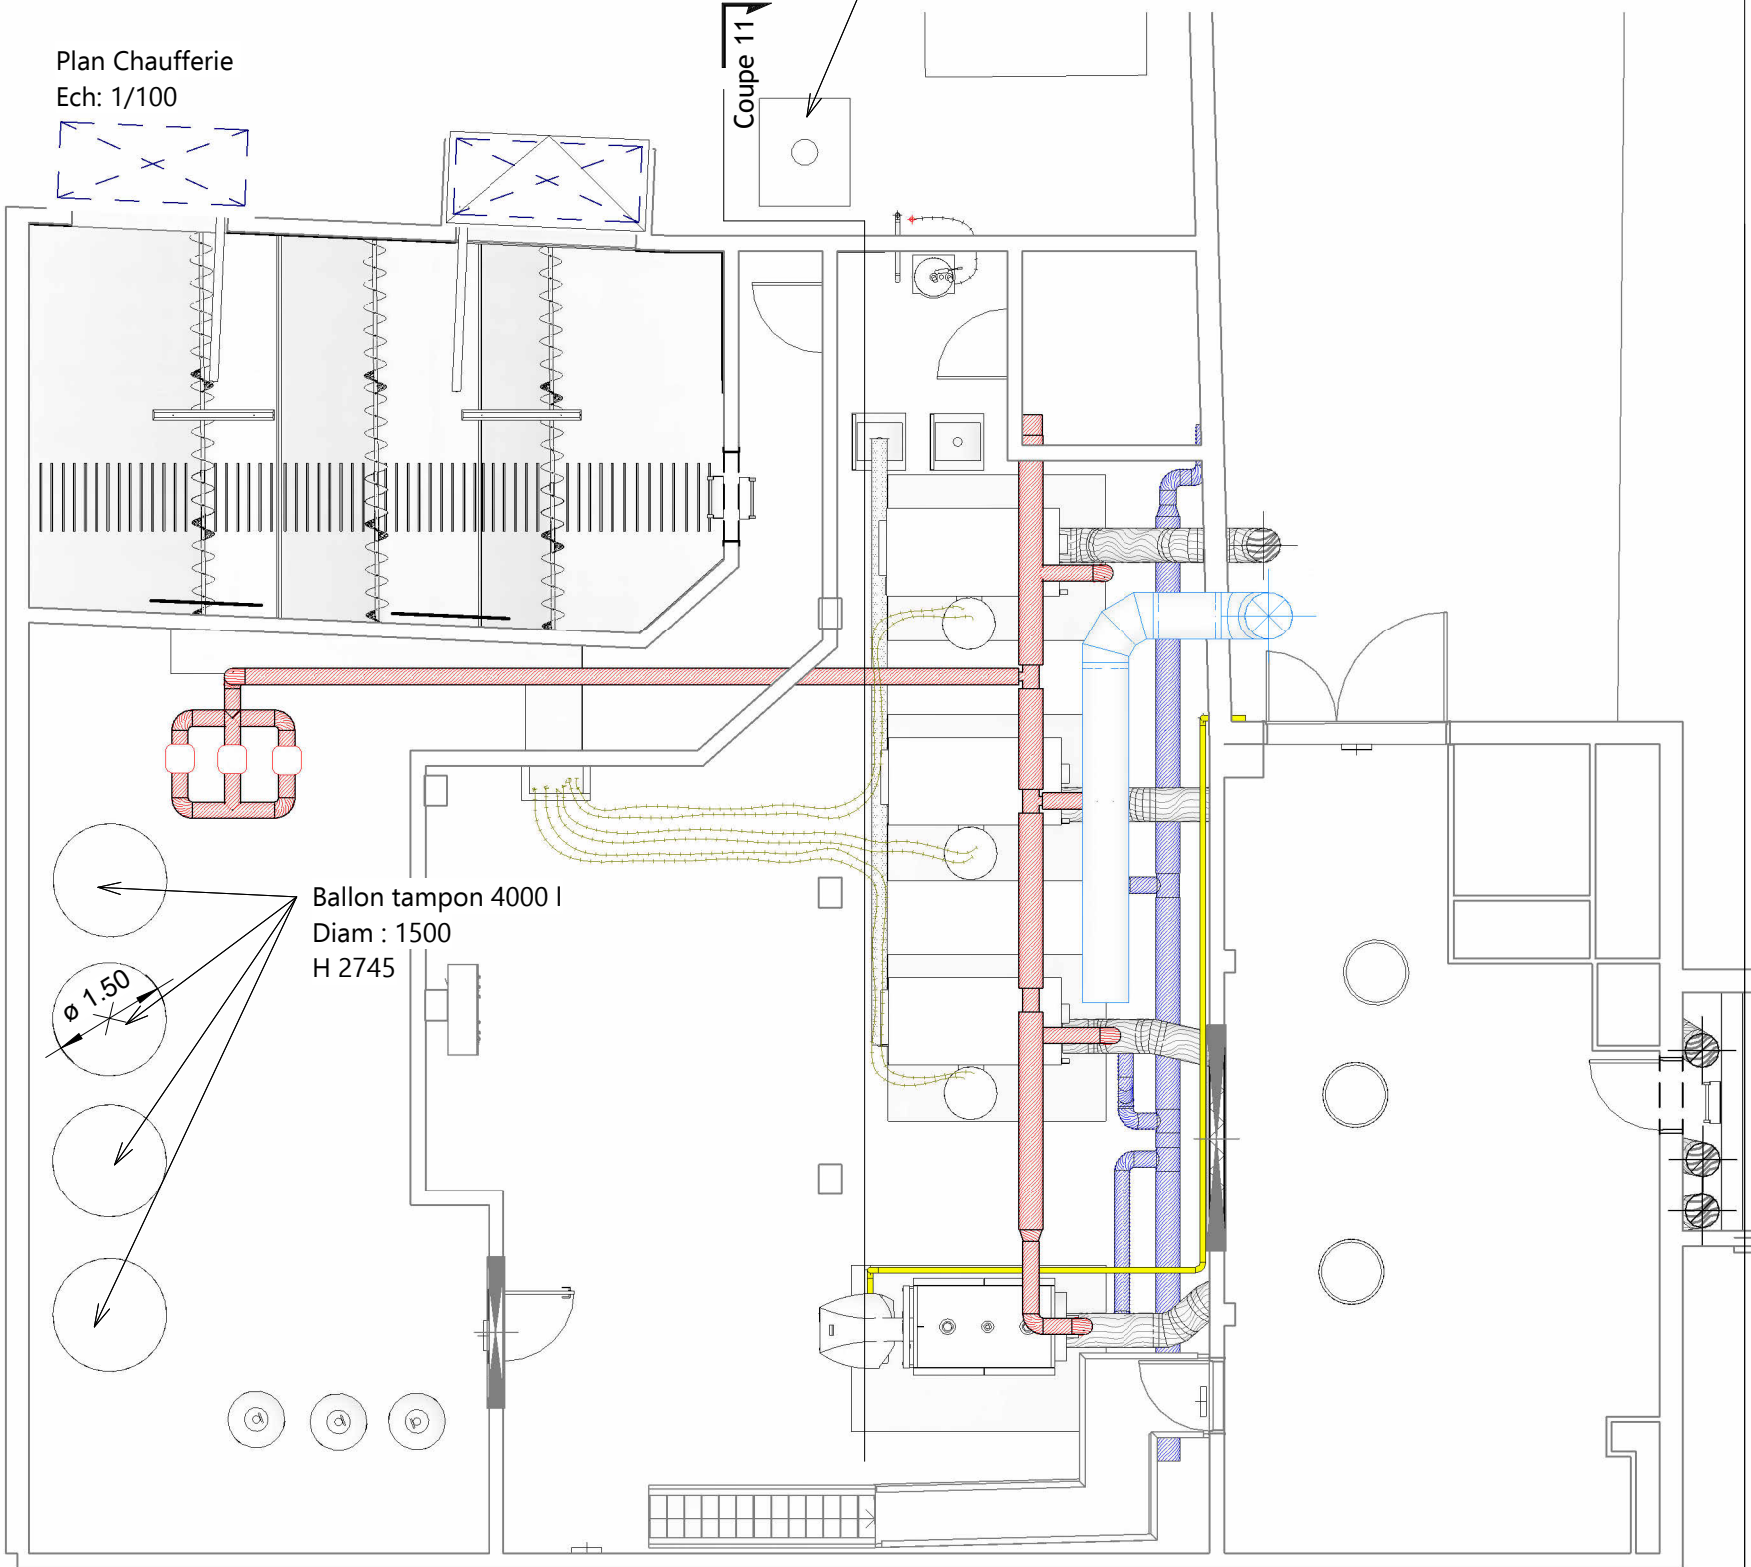 Coupe 11
Plan Chaufferie
Ech: 1/100
Ballon tampon 4000 l
Diam : 1500
H 2745
ø 1.50